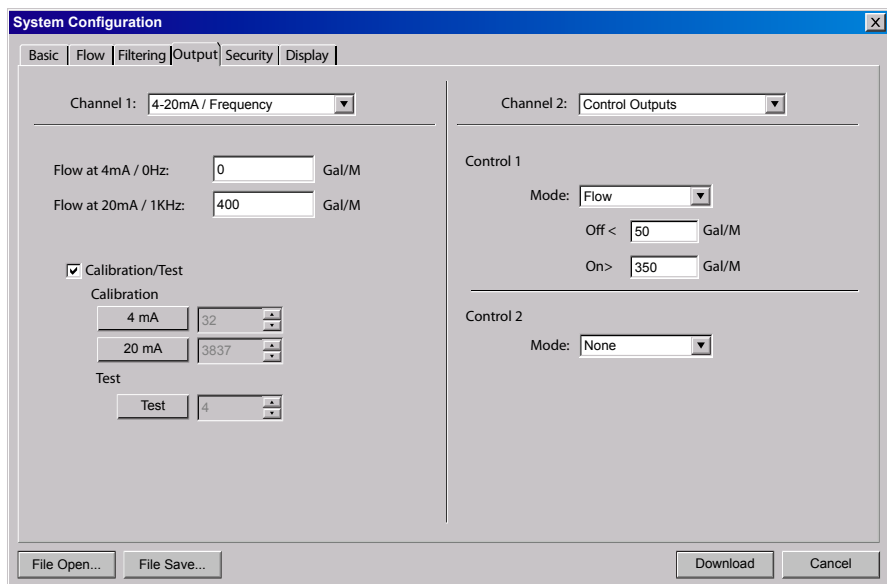 System Configuration
Basic Flow Filtering Output Security Display
Channel 1: 4-20mA / Frequency
Flow at 4mA / 0Hz: 0 Gal/M
Flow at 20mA / 1KHz: 400 Gal/M
Calibration/Test
Calibration
4 mA 32
20 mA 3837
Test
Test 4
Channel 2: Control Outputs
Control 1
Mode: Flow
Off < 50 Gal/M
On> 350 Gal/M
Control 2
Mode: None
File Open... File Save... Download Cancel